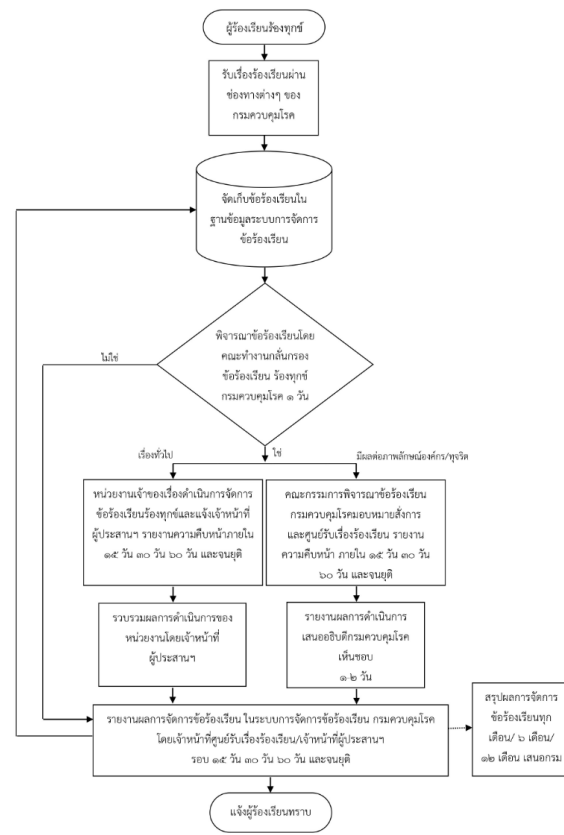 ผู้ร้องเรียนร้องทุกข์
รับเรื่องร้องเรียนผ่าน
ช่องทางต่างๆ ของ
กรมควบคุมโรค
จัดเก็บข้อร้องเรียนใน
ฐานข้อมูลระบบการจัดการ
ข้อร้องเรียน
พิจารณาข้อร้องเรียนโดย
คณะทำงานกลั่นกรอง
ข้อร้องเรียน ร้องทุกข์
กรมควบคุมโรค ๑ วัน
ไม่ใช่
เรื่องทั่วไป
ใช่
มีผลต่อภาพลักษณ์องค์กร/ทุจริต
หน่วยงานเจ้าของเรื่องดำเนินการจัดการ
ข้อร้องเรียนร้องทุกข์และแจ้งเจ้าหน้าที่
ผู้ประสานฯ รายงานความคืบหน้าภายใน
๑๕ วัน ๓๐ วัน ๖๐ วัน และจนยุติ
คณะกรรมการพิจารณาข้อร้องเรียน
กรมควบคุมโรคมอบหมายสั่งการ
และศูนย์รับเรื่องร้องเรียน รายงาน
ความคืบหน้า ภายใน ๑๕ วัน ๓๐ วัน
๖๐ วัน และจนยุติ
รวบรวมผลการดำเนินการของ
หน่วยงานโดยเจ้าหน้าที่
ผู้ประสานฯ
รายงานผลการดำเนินการ
เสนออธิบดีกรมควบคุมโรค
เห็นชอบ
๑-๒ วัน
รายงานผลการจัดการข้อร้องเรียน ในระบบการจัดการข้อร้องเรียน กรมควบคุมโรค
โดยเจ้าหน้าที่ศูนย์รับเรื่องร้องเรียน/เจ้าหน้าที่ผู้ประสานฯ
รอบ ๑๕ วัน ๓๐ วัน ๖๐ วัน และจนยุติ
สรุปผลการจัดการ
ข้อร้องเรียนทุก
เดือน/ ๖ เดือน/
๑๒ เดือน เสนอกรม
แจ้งผู้ร้องเรียนทราบ